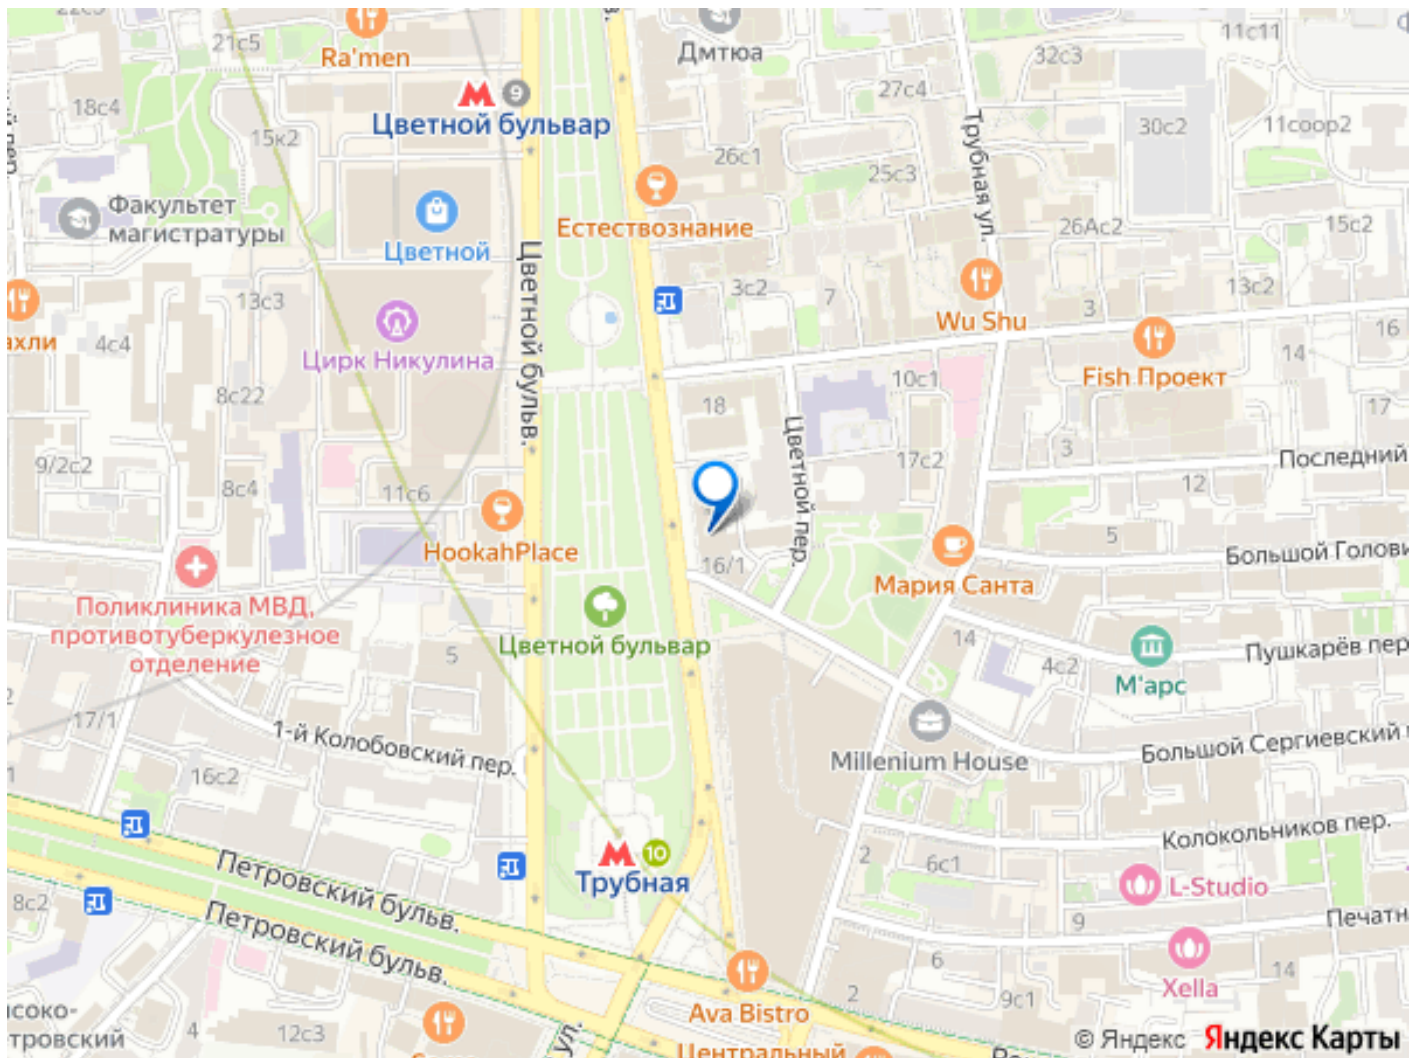 21с5
Ra'men
Дмтюа
32с3
11с11
18с4
9
Цветной бульвар
27с4
Трубная ул.
15к2
30с2
11соор2
26с1
25с3
Факультет
магистратуры
Цветной
Естествознание
26Ас2
15с2
Цветной бульв.
13с3
3с2
7
Wu Shu
3
13с2
16
4с4
Цирк Никулина
ахли
Fish Проект
14
8с22
10с1
18
17
Цветной пер.
9/2с2
3
Последний
8с4
11с6
17с2
12
HookahPlace
16/1
5
Большой Голови
Поликлиника МВД,
противотуберкулезное
отделение
Мария Санта
Цветной бульвар
5
14
4с2
Пушкарёв пер
М'арс
17/1
1-й Колобовский пер.
Millenium House
Большой Сергиевский
16с2
Колокольников пер.
10
Трубная
2
6с1
L-Studio
Петровский бульв.
8с2
Петровский бульв.
9
Печатн
6
Xella
14
Ava Bistro
2
9с1
соко-
тровский
4
12с3
ул.
Центральный
© Яндекс Яндекс Карты